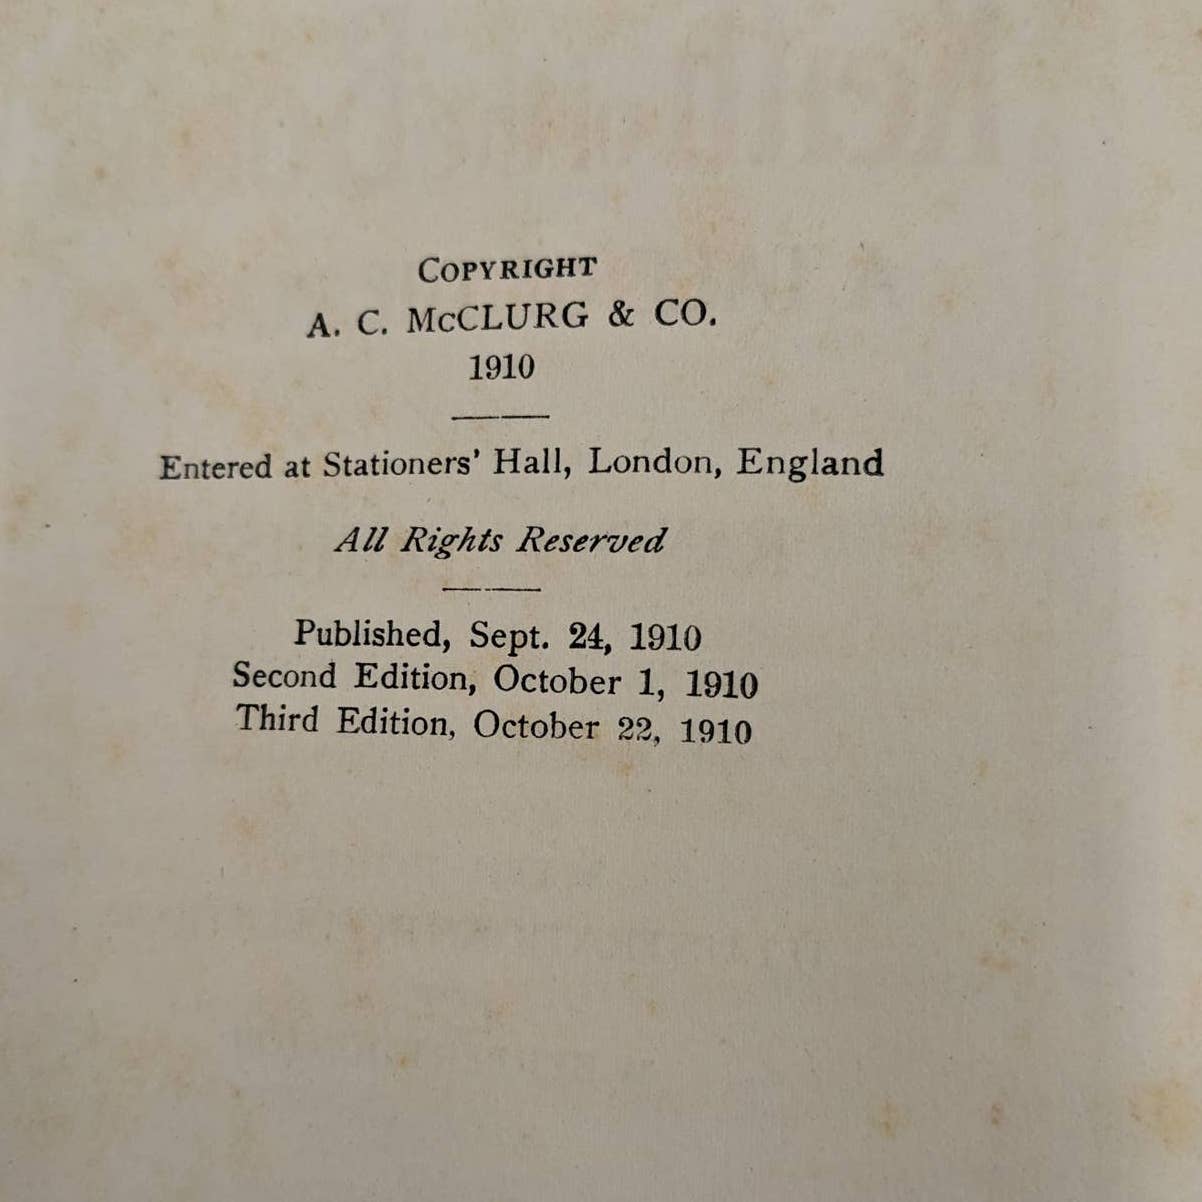 COPYRIGHT
A. C. McCLURG & CO.
1910
Entered at Stationers' Hall, London, England
All Rights Reserved
Published, Sept. 24, 1910
Second Edition, October 1, 1910
Third Edition, October 22, 1910